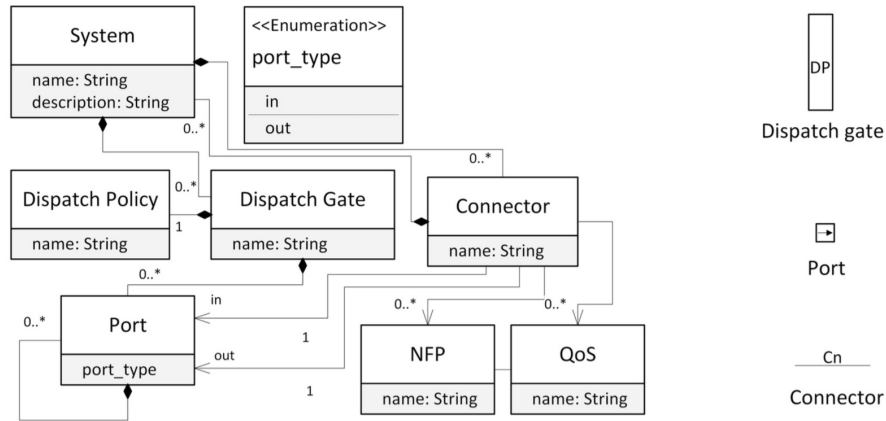 System
name: String
description: String
<<Enumeration>>
port_type
in
out
DP
Dispatch gate
0..*
0..*
0..*
Dispatch Policy
name: String
1
Dispatch Gate
name: String
Connector
name: String
Port
0..*
in
0..*
Port
port_type
out
1
1
0..*
0..*
NFP
name: String
QoS
name: String
Cn
Connector